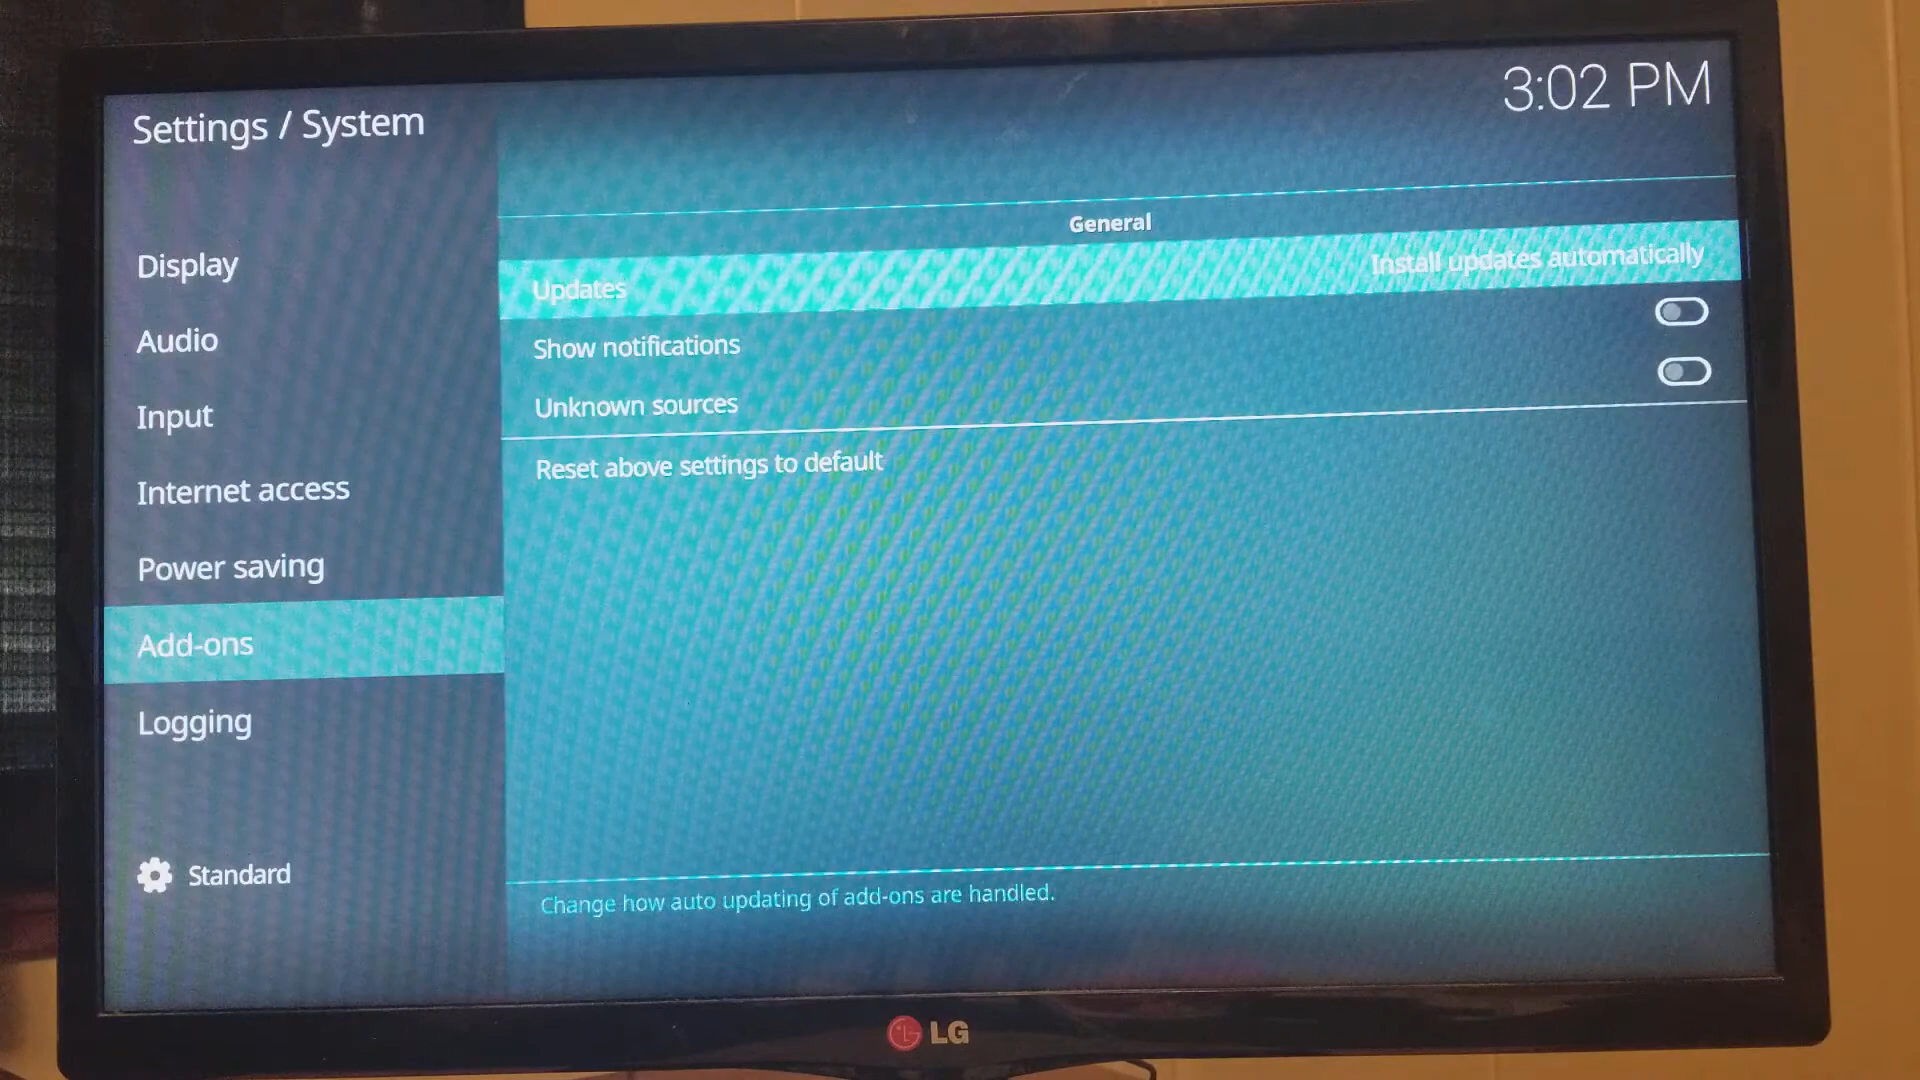 Settings / System
3:02 PM
Display
Audio
Input
Internet access
Power saving
Add-ons
Logging
Standard
General
Updates Install updates automatically
Show notifications
Unknown sources
Reset above settings to default
Change how auto updating of add-ons are handled.
LG